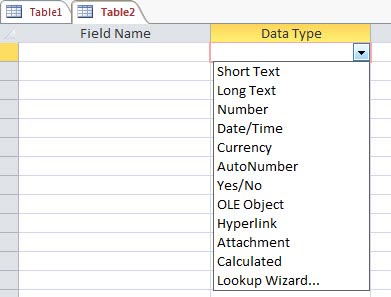 Table1 Table2
Field Name Data Type
Short Text
Long Text
Number
Date/Time
Currency
AutoNumber
Yes/No
OLE Object
Hyperlink
Attachment
Calculated
Lookup Wizard...